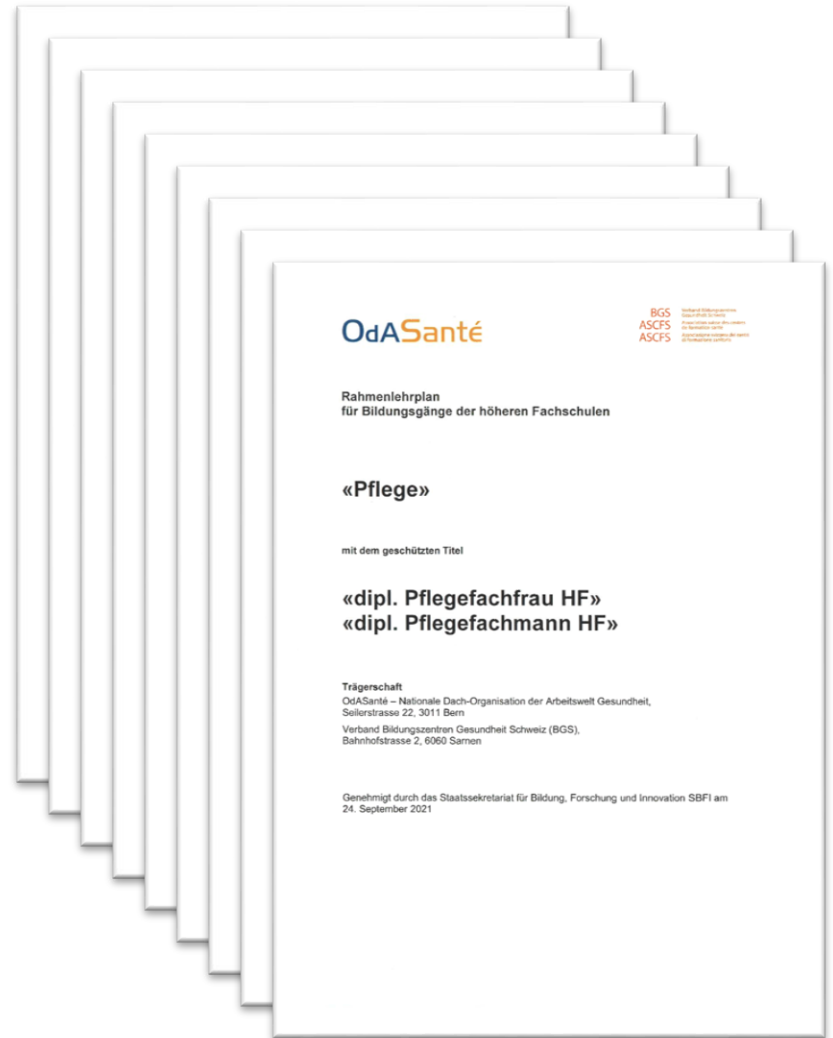 OdASanté
BGS
ASCFS
ASCFS
Rahmenlehrplan
für Bildungsgänge der höheren Fachschulen
«Pflege»
mit dem geschützten Titel
«dipl. Pflegefachfrau HF»
«dipl. Pflegefachmann HF»
Trägerschaft
OdASanté – Nationale Dach-Organisation der Arbeitswelt Gesundheit,
Seilerstrasse 22, 3011 Bern
Verband Bildungszentren Gesundheit Schweiz (BGS),
Bahnhofstrasse 2, 6060 Sarnen
Genehmigt durch das Staatssekretariat für Bildung, Forschung und Innovation SBFI am
24. September 2021